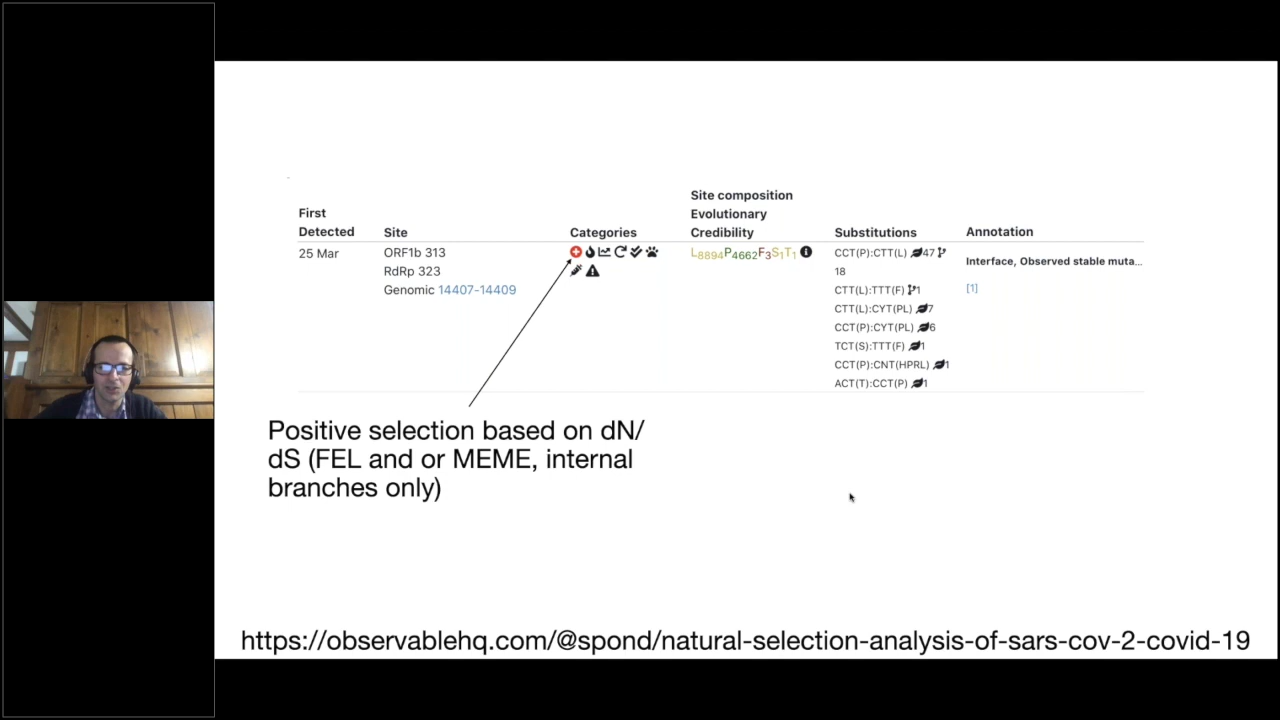 Site composition
First
Evolutionary
Detected
Site
Categories
Credibility
Substitutions
Annotation
25 Mar
ORF1b 313
RdRp 323
Genomic 14407-14409
L8894P4662F3S1T1
CCT(P):CTT(L) 47
18
CTT(L):TTT(F) 1
CTT(L):CYT(PL) 7
CCT(P):CYT(PL) 6
TCT(S):TTT(F) 1
CCT(P):CNT(HPRL) 1
ACT(T):CCT(P) 1
Interface, Observed stable muta...
[1]
Positive selection based on dN/
dS (FEL and or MEME, internal
branches only)
https://observablehq.com/@spond/natural-selection-analysis-of-sars-cov-2-covid-19